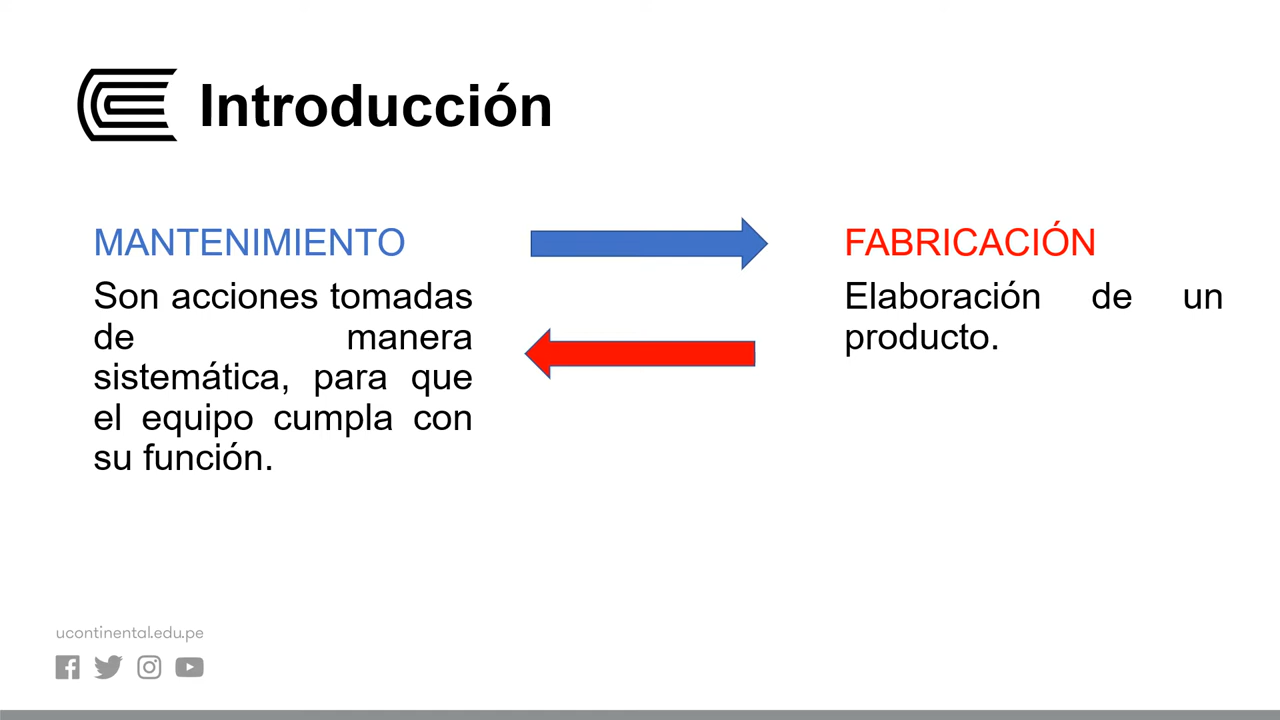 Introducción
MANTENIMIENTO
Son acciones tomadas
de manera
sistemática, para que
el equipo cumpla con
su función.
FABRICACIÓN
Elaboración de un
producto.
ucontinental.edu.pe